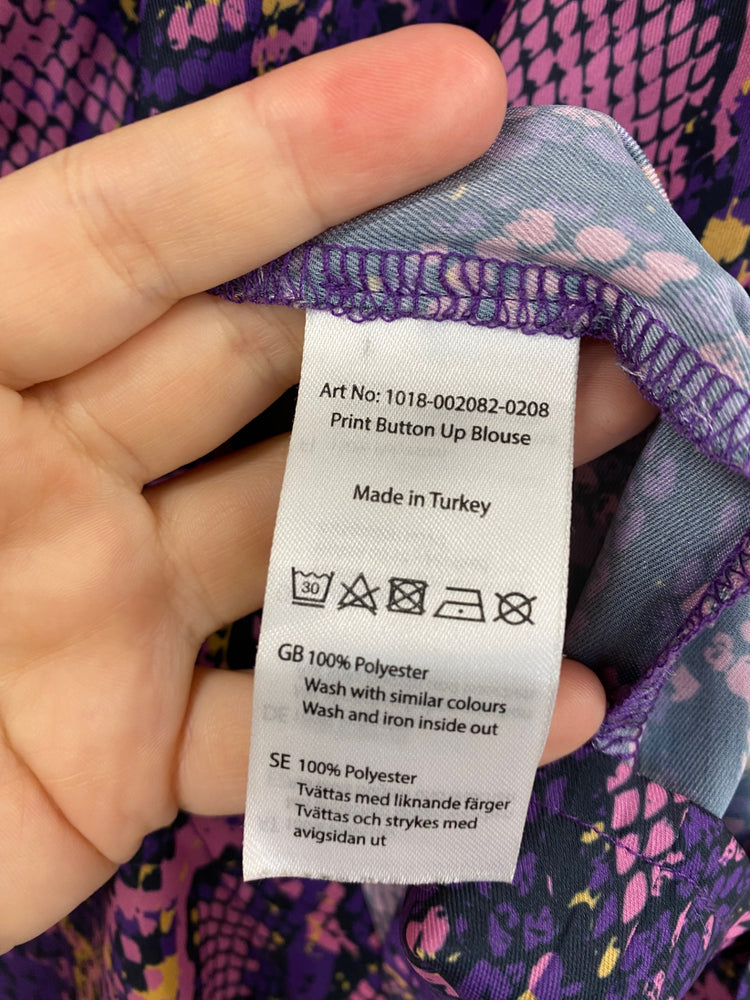 Art No: 1018-002082-0208
Print Button Up Blouse
Made in Turkey
30
GB 100% Polyester
Wash with similar colours
Wash and iron inside out
SE 100% Polyester
Tvättas med liknande färger
Tvättas och strykes med
avigsidan ut